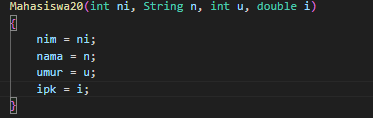 Mahasiswa20(int ni, String n, int u, double i)
{
nim = ni;
nama = n;
umur = u;
ipk = i;
}